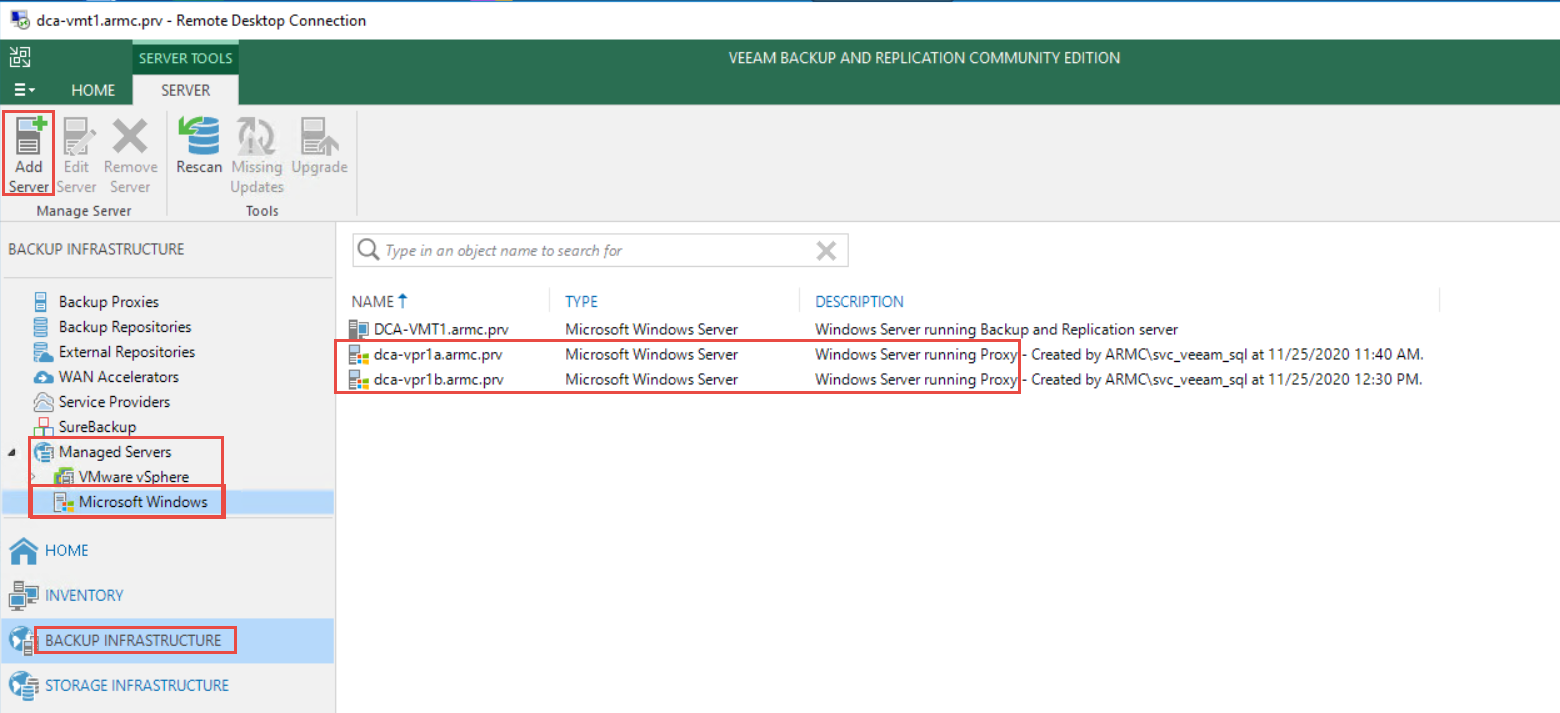 dca-vmt1.armc.prv - Remote Desktop Connection
SERVER TOOLS
VEEAM BACKUP AND REPLICATION COMMUNITY EDITION
HOME
SERVER
Add Server
Edit Server
Remove Server
Rescan
Missing Updates
Upgrade
Manage Server
Tools
BACKUP INFRASTRUCTURE
Backup Proxies
Backup Repositories
External Repositories
WAN Accelerators
Service Providers
SureBackup
Managed Servers
VMware vSphere
Microsoft Windows
HOME
INVENTORY
BACKUP INFRASTRUCTURE
STORAGE INFRASTRUCTURE
Type in an object name to search for
NAME TYPE DESCRIPTION
DCA-VMT1.armc.prv Microsoft Windows Server Windows Server running Backup and Replication server
dca-vpr1a.armc.prv Microsoft Windows Server Windows Server running Proxy - Created by ARMC\svc_veeam_sql at 11/25/2020 11:40 AM.
dca-vpr1b.armc.prv Microsoft Windows Server Windows Server running Proxy - Created by ARMC\svc_veeam_sql at 11/25/2020 12:30 PM.